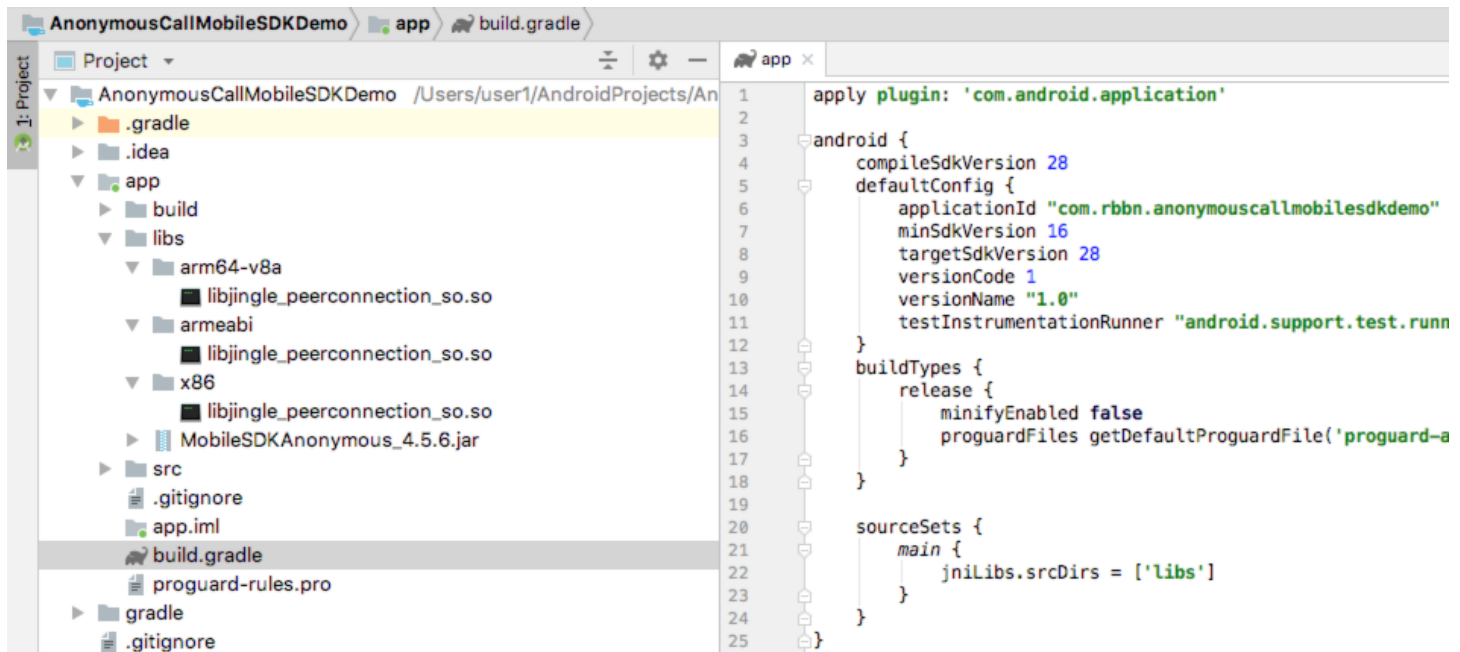 AnonymousCallMobileSDKDemo app build.gradle
1: Project
Project
AnonymousCallMobileSDKDemo /Users/user1/AndroidProjects/An
.gradle
.idea
app
build
libs
arm64-v8a
libjingle_peerconnection_so.so
armeabi
libjingle_peerconnection_so.so
x86
libjingle_peerconnection_so.so
MobileSDKAnonymous_4.5.6.jar
src
.gitignore
app.iml
build.gradle
proguard-rules.pro
gradle
.gitignore
app
1 apply plugin: 'com.android.application'
2
3 android {
4 compileSdkVersion 28
5 defaultConfig {
6 applicationId "com.rbbn.anonymouscallmobilesdkdemo"
7 minSdkVersion 16
8 targetSdkVersion 28
9 versionCode 1
10 versionName "1.0"
11 testInstrumentationRunner "android.support.test.runn
12 }
13 buildTypes {
14 release {
15 minifyEnabled false
16 proguardFiles getDefaultProguardFile('proguard-a
17 }
18 }
19
20 sourceSets {
21 main {
22 jniLibs.srcDirs = ['libs']
23 }
24 }
25 }